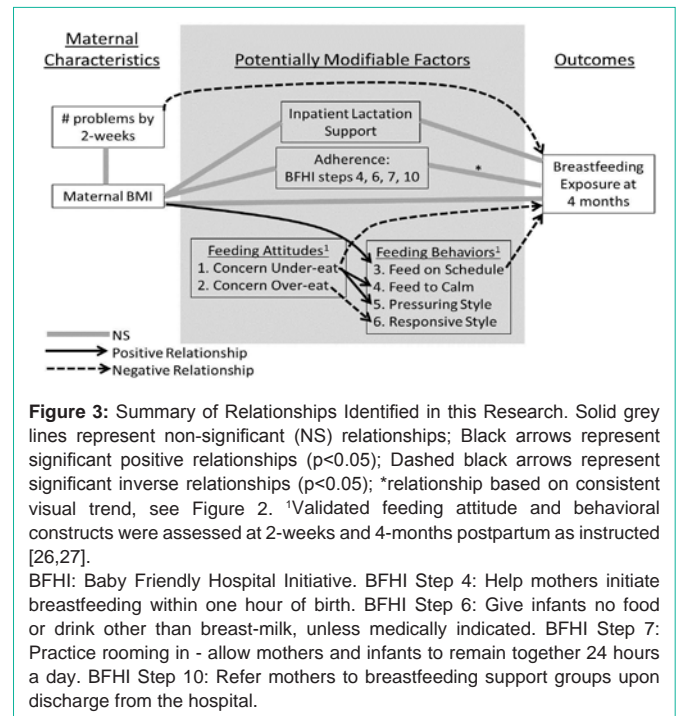 Maternal
Characteristics
Potentially Modifiable Factors
Outcomes
# problems by
2-weeks
Maternal BMI
Inpatient Lactation
Support
Adherence:
BFHI steps 4, 6, 7, 10
*
Breastfeeding
Exposure at
4 months
Feeding Attitudes¹
1. Concern Under-eat
2. Concern Over-eat
Feeding Behaviors¹
3. Feed on Schedule
4. Feed to Calm
5. Pressuring Style
6. Responsive Style
NS
Positive Relationship
Negative Relationship
Figure 3: Summary of Relationships Identified in this Research. Solid grey
lines represent non-significant (NS) relationships; Black arrows represent
significant positive relationships (p<0.05); Dashed black arrows represent
significant inverse relationships (p<0.05); *relationship based on consistent
visual trend, see Figure 2. ¹Validated feeding attitude and behavioral
constructs were assessed at 2-weeks and 4-months postpartum as instructed
[26,27].
BFHI: Baby Friendly Hospital Initiative. BFHI Step 4: Help mothers initiate
breastfeeding within one hour of birth. BFHI Step 6: Give infants no food
or drink other than breast-milk, unless medically indicated. BFHI Step 7:
Practice rooming in - allow mothers and infants to remain together 24 hours
a day. BFHI Step 10: Refer mothers to breastfeeding support groups upon
discharge from the hospital.